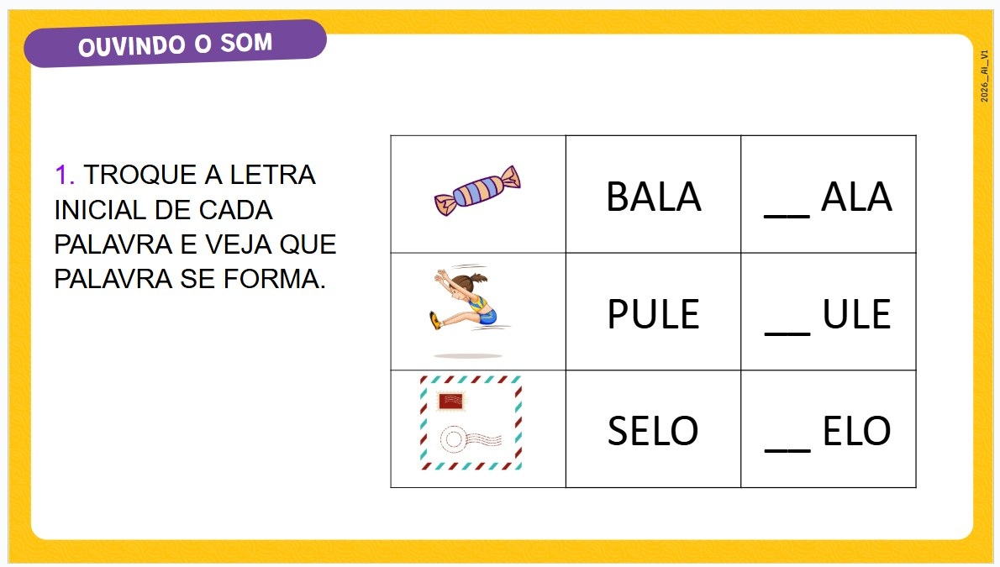 OUVINDO O SOM
2026_AI_V1
1. TROQUE A LETRA
INICIAL DE CADA
PALAVRA E VEJA QUE
PALAVRA SE FORMA.
BALA __ ALA
PULE __ ULE
SELO __ ELO